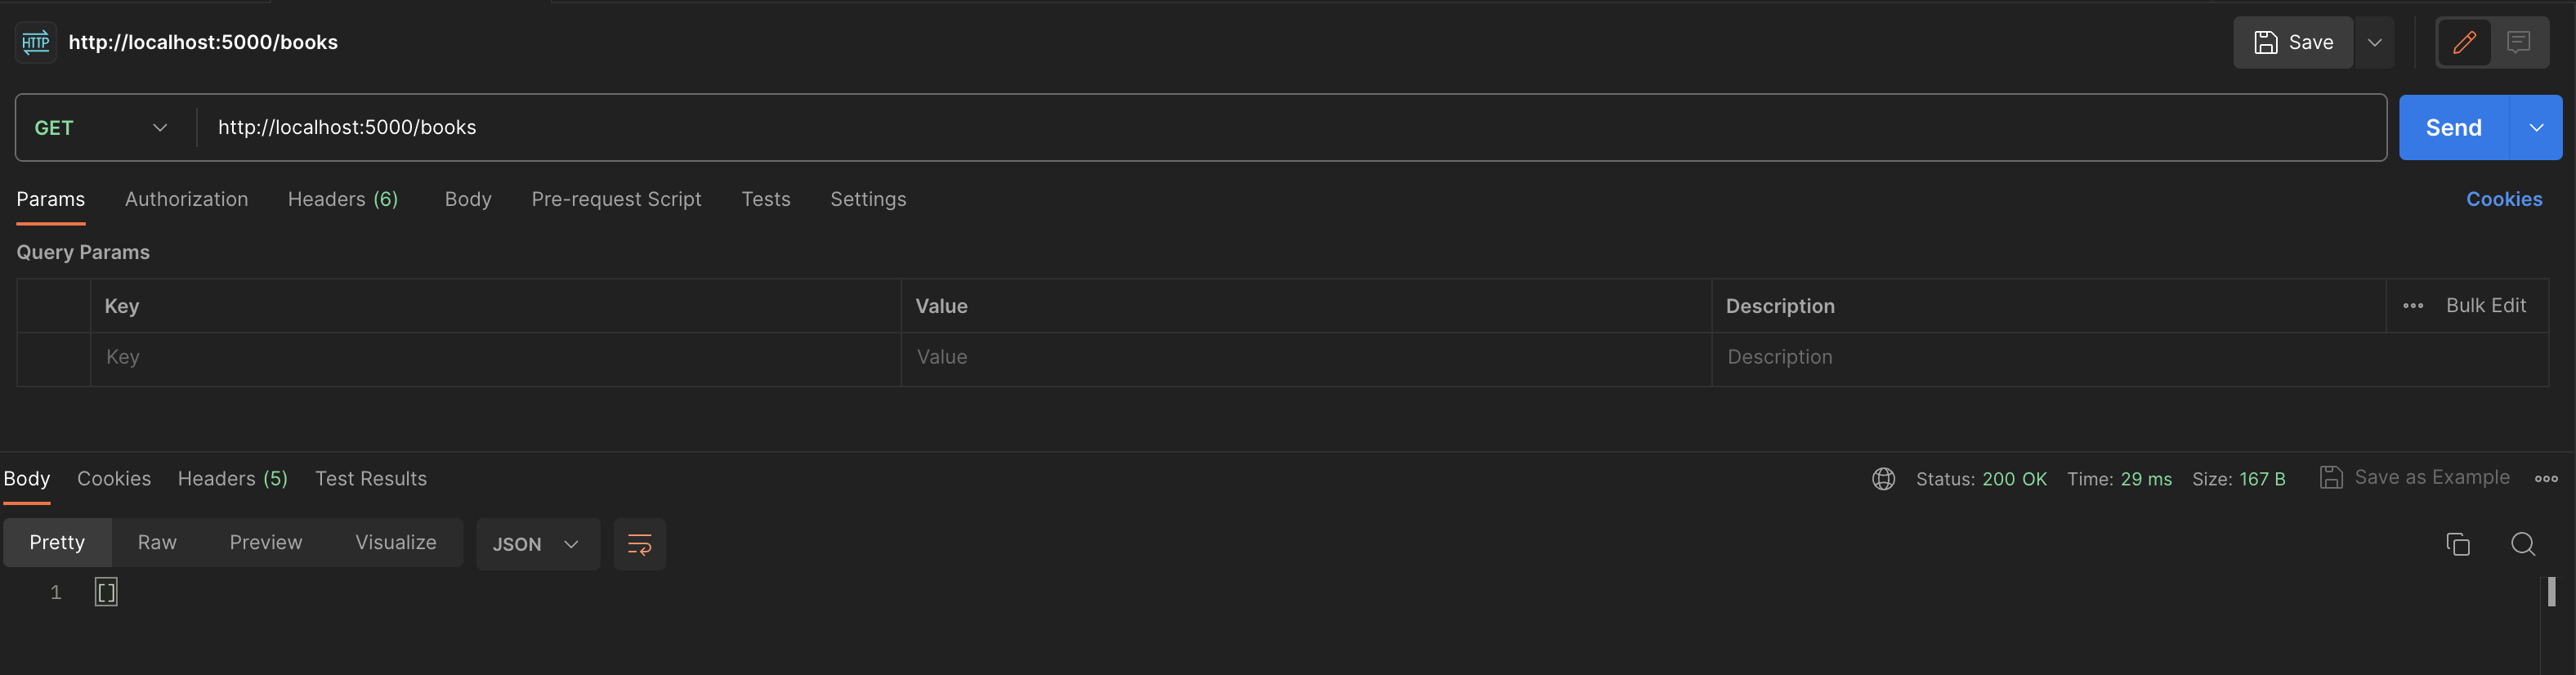 HTTP http://localhost:5000/books Save
GET http://localhost:5000/books Send
Params Authorization Headers (6) Body Pre-request Script Tests Settings Cookies
Query Params
Key Value Description Bulk Edit
Key Value Description
Body Cookies Headers (5) Test Results Status: 200 OK Time: 29 ms Size: 167 B Save as Example
Pretty Raw Preview Visualize JSON
1 []